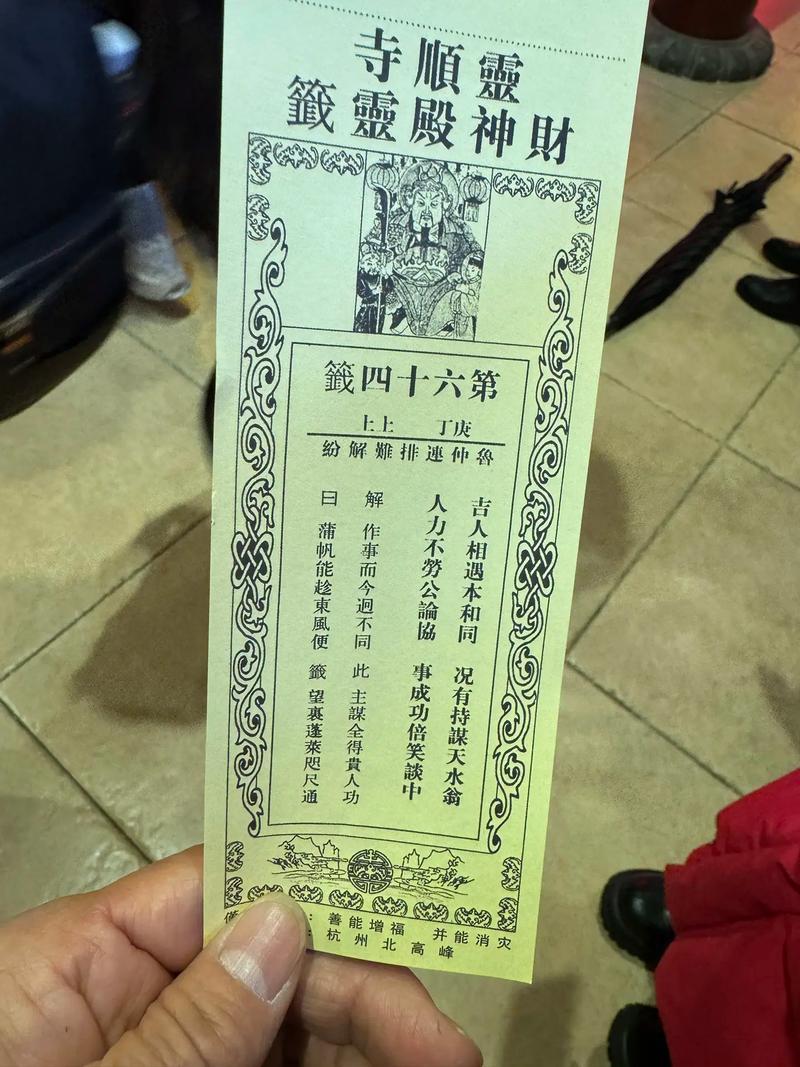 靈順寺
財神殿靈籤
第六十四籤
庚丁 上上
魯仲連排難解紛
吉人相遇本和同 况有持謀天水翁
人力不勞公論協 事成功倍笑談中
解 作事而今迥不同 此 主謀全得貴人功
曰 蒲帆能趁東風便 籤 望裏蓬萊咫尺通
：善能增福 并能消灾
：杭州北高峰